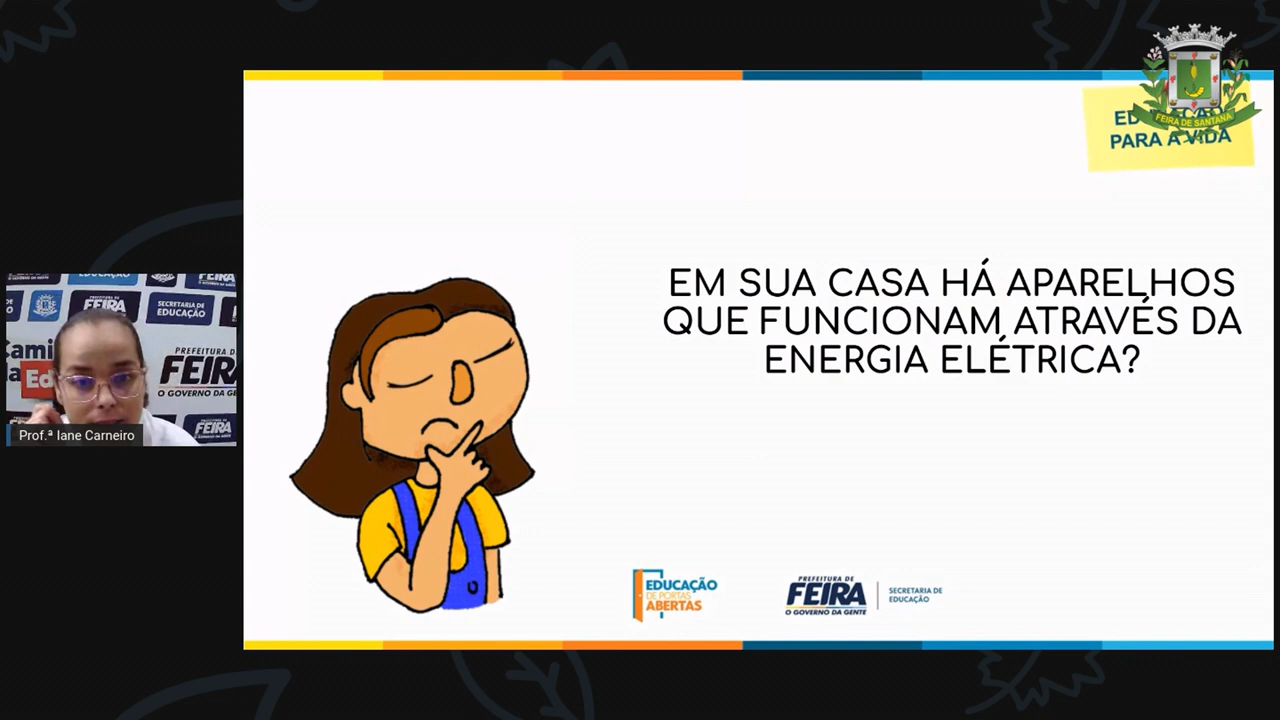 FEIRA DE SANTANA
PARA A VIDA
EM SUA CASA HÁ APARELHOS
QUE FUNCIONAM ATRAVÉS DA
ENERGIA ELÉTRICA?
EDUCAÇÃO
FEIRA
SECRETARIA DE
EDUCAÇÃO
PREFEITURA D
FEIR
O GOVERNO DA GENTE
Prof.ª Iane Carneiro
EDUCAÇÃO
DE PORTAS
ABERTAS
PREFEITURA DE
FEIRA
O GOVERNO DA GENTE
SECRETARIA DE
EDUCAÇÃO